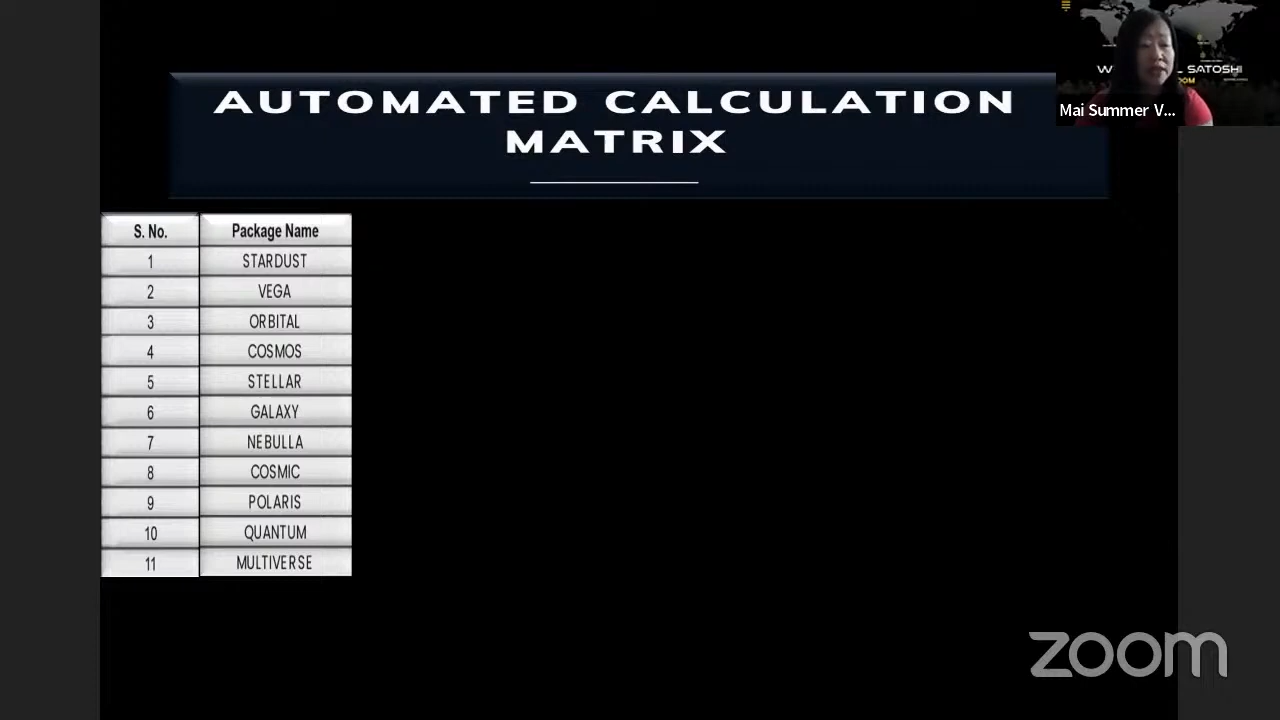 AUTOMATED CALCULATION
MATRIX
SATOSHI
Mai Summer V...
S. No. Package Name
1 STARDUST
2 VEGA
3 ORBITAL
4 COSMOS
5 STELLAR
6 GALAXY
7 NEBULLA
8 COSMIC
9 POLARIS
10 QUANTUM
11 MULTIVERSE
zoom